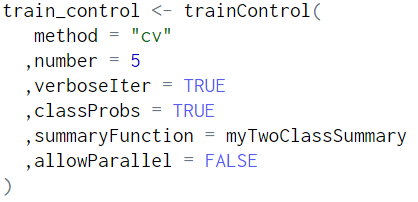 train_control <- trainControl(
   method = "cv"
  ,number = 5
  ,verboseIter = TRUE
  ,classProbs = TRUE
  ,summaryFunction = myTwoClassSummary
  ,allowParallel = FALSE
)